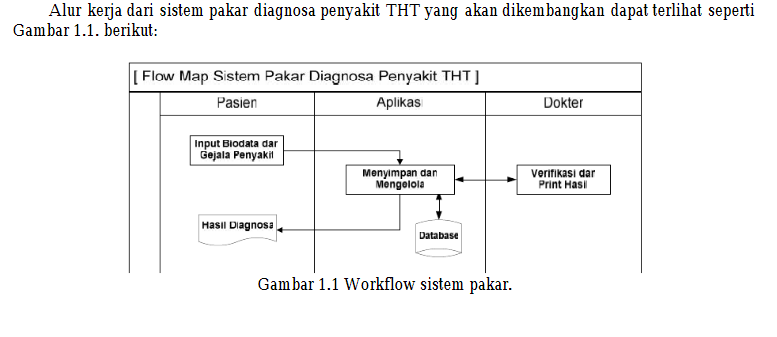 Alur kerja dari sistem pakar diagnosa penyakit THT yang akan dikembangkan dapat terlihat seperti
Gambar 1.1. berikut:
[ Flow Map Sistem Pakar Diagnosa Penyakit THT ]
Pasien
Aplikasi
Dokter
Input Biodata dan
Gejala Penyakit
Menyimpan dan
Mengelola
Verifikasi dan
Print Hasil
Hasil Diagnosa
Database
Gambar 1.1 Workflow sistem pakar.